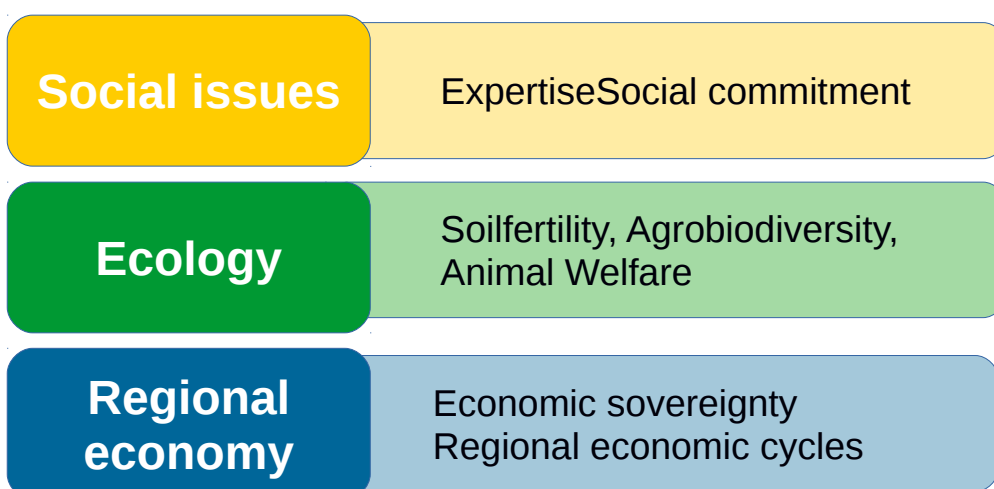 Social issues
ExpertiseSocial commitment
Ecology
Soilfertility, Agrobiodiversity,
Animal Welfare
Regional
economy
Economic sovereignty
Regional economic cycles